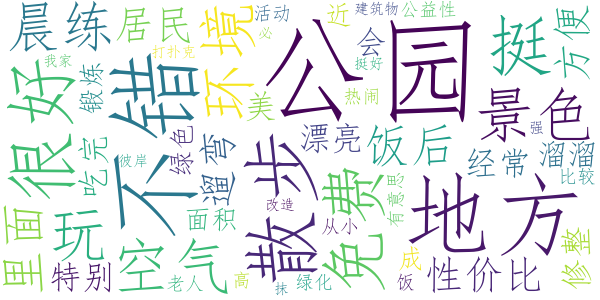 晨练
居民
环境
近
活动
建筑物
公益性
会
挺好
必
打扑克
我家
锻炼
很好
错
不
公园
挺
方便
美
热闹
景色
强
绿色
遛弯
漂亮
饭后
经常
溜溜
比较
吃完
彼岸
散步
免费
地方
有意思
里面
玩
面积
改造
从小
空气
特别
老人
高
抹
绿化
饭
成
性价比
修整